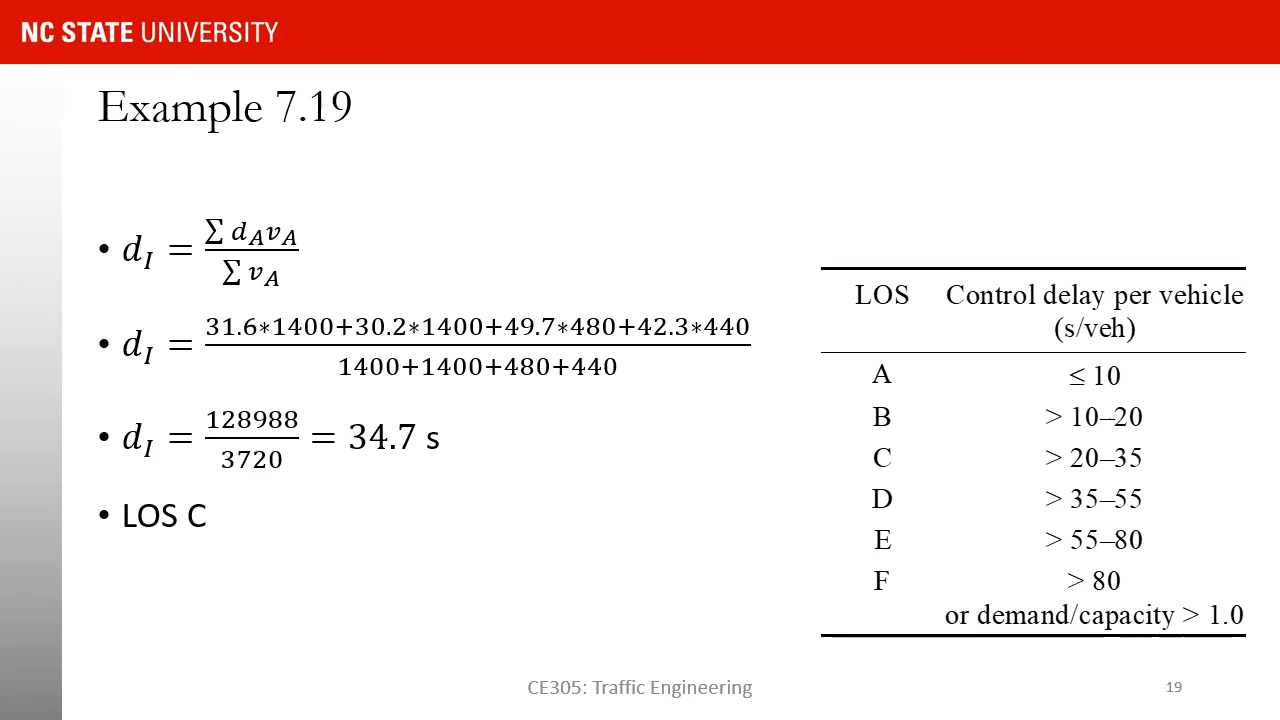 NC STATE UNIVERSITY
Example 7.19
• d_I = ∑ d_A v_A / ∑ v_A
• d_I = 31.6*1400+30.2*1400+49.7*480+42.3*440 / 1400+1400+480+440
• d_I = 128988 / 3720 = 34.7 s
• LOS C
LOS Control delay per vehicle
(s/veh)
A ≤ 10
B > 10–20
C > 20–35
D > 35–55
E > 55–80
F > 80
or demand/capacity > 1.0
CE305: Traffic Engineering
19